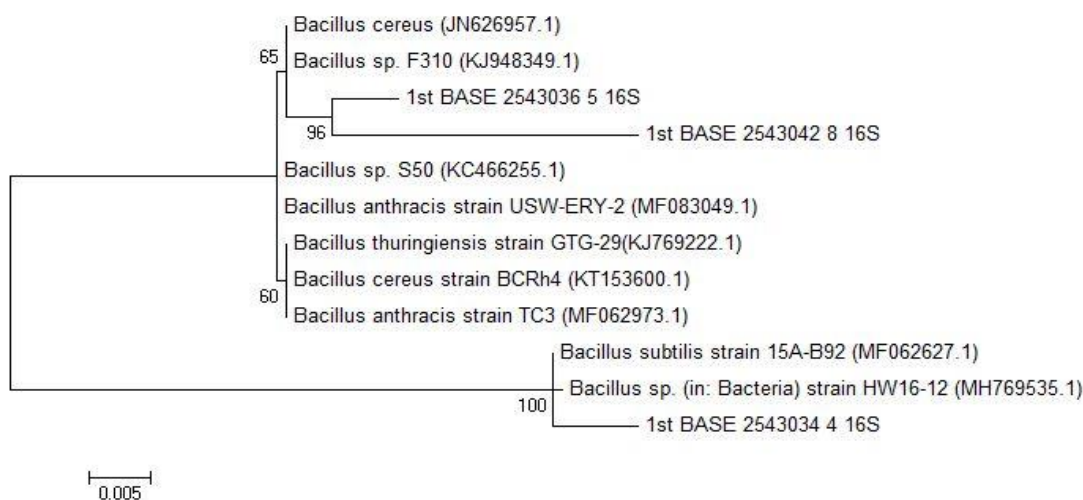 Bacillus cereus (JN626957.1)
65
Bacillus sp. F310 (KJ948349.1)
1st BASE 2543036 5 16S
96
1st BASE 2543042 8 16S
Bacillus sp. S50 (KC466255.1)
Bacillus anthracis strain USW-ERY-2 (MF083049.1)
Bacillus thuringiensis strain GTG-29(KJ769222.1)
Bacillus cereus strain BCRh4 (KT153600.1)
60
Bacillus anthracis strain TC3 (MF062973.1)
Bacillus subtilis strain 15A-B92 (MF062627.1)
Bacillus sp. (in: Bacteria) strain HW16-12 (MH769535.1)
100
1st BASE 2543034 4 16S
0.005